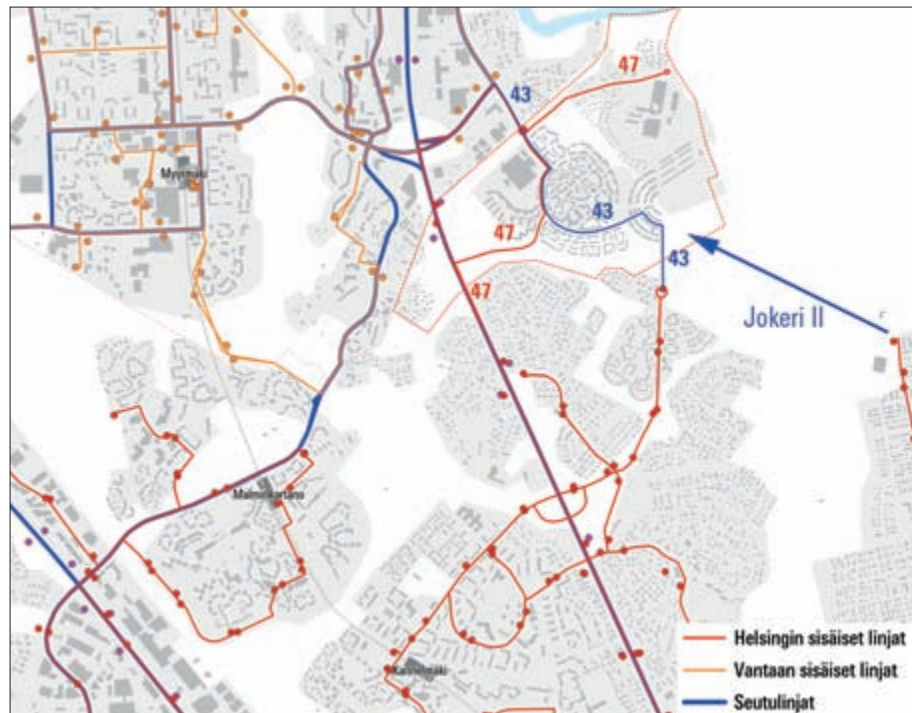 47
43
Myyrmäki
43
47
43
47
Jokeri II
Malminkartano
Kannelmäki
Helsingin sisäiset linjat
Vantaan sisäiset linjat
Seutulinjat